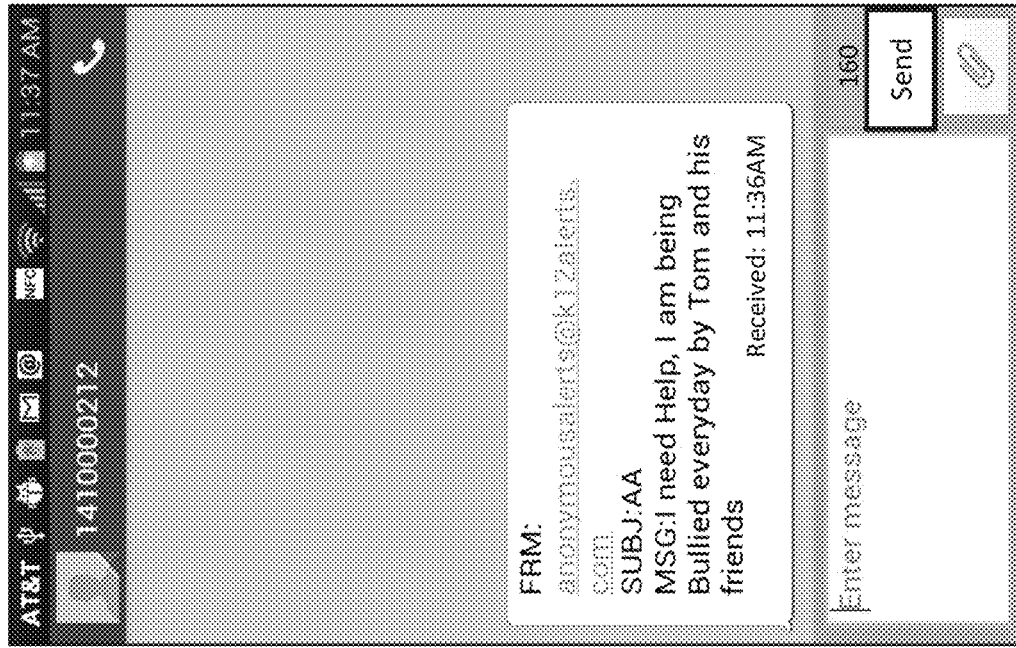 AT&T NFC 11:37 AM
1410000212
FRM:
anonymousalerts@k12alerts.
com.
SUBJ:AA
MSG:I need Help, I am being
Bullied everyday by Tom and his
friends
Received: 11:36AM
160
Enter message
Send